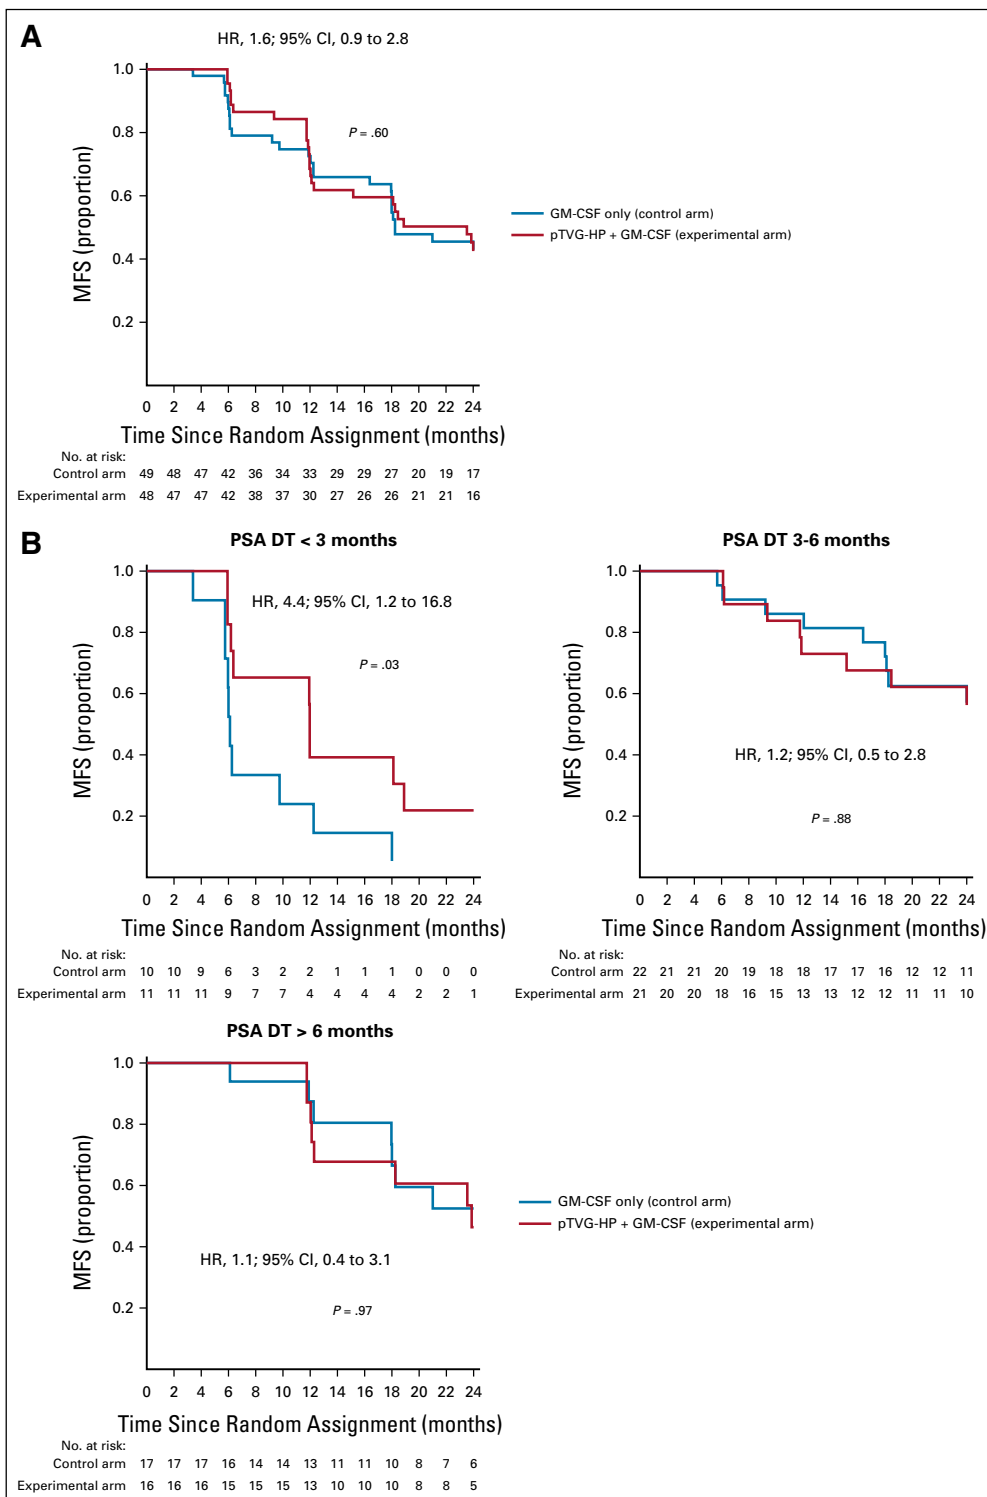 A
HR, 1.6; 95% CI, 0.9 to 2.8
P = .60
1.0
0.8
0.6
0.4
0.2
MFS (proportion)
0 2 4 6 8 10 12 14 16 18 20 22 24
Time Since Random Assignment (months)
GM-CSF only (control arm)
pTVG-HP + GM-CSF (experimental arm)
No. at risk:
Control arm 49 48 47 42 36 34 33 29 29 27 20 19 17
Experimental arm 48 47 47 42 38 37 30 27 26 26 21 21 16
B
PSA DT < 3 months
HR, 4.4; 95% CI, 1.2 to 16.8
P = .03
1.0
0.8
0.6
0.4
0.2
MFS (proportion)
0 2 4 6 8 10 12 14 16 18 20 22 24
Time Since Random Assignment (months)
No. at risk:
Control arm 10 10 9 6 3 2 2 1 1 1 0 0 0
Experimental arm 11 11 11 9 7 7 4 4 4 4 2 2 1
PSA DT 3-6 months
1.0
0.8
0.6
0.4
0.2
MFS (proportion)
HR, 1.2; 95% CI, 0.5 to 2.8
P = .88
0 2 4 6 8 10 12 14 16 18 20 22 24
Time Since Random Assignment (months)
No. at risk:
Control arm 22 21 21 20 19 18 18 17 17 16 12 12 11
Experimental arm 21 20 20 18 16 15 13 13 12 12 11 11 10
PSA DT > 6 months
1.0
0.8
0.6
0.4
0.2
MFS (proportion)
HR, 1.1; 95% CI, 0.4 to 3.1
P = .97
0 2 4 6 8 10 12 14 16 18 20 22 24
Time Since Random Assignment (months)
GM-CSF only (control arm)
pTVG-HP + GM-CSF (experimental arm)
No. at risk:
Control arm 17 17 17 16 14 14 13 11 11 10 8 7 6
Experimental arm 16 16 16 15 15 15 13 10 10 10 8 8 5